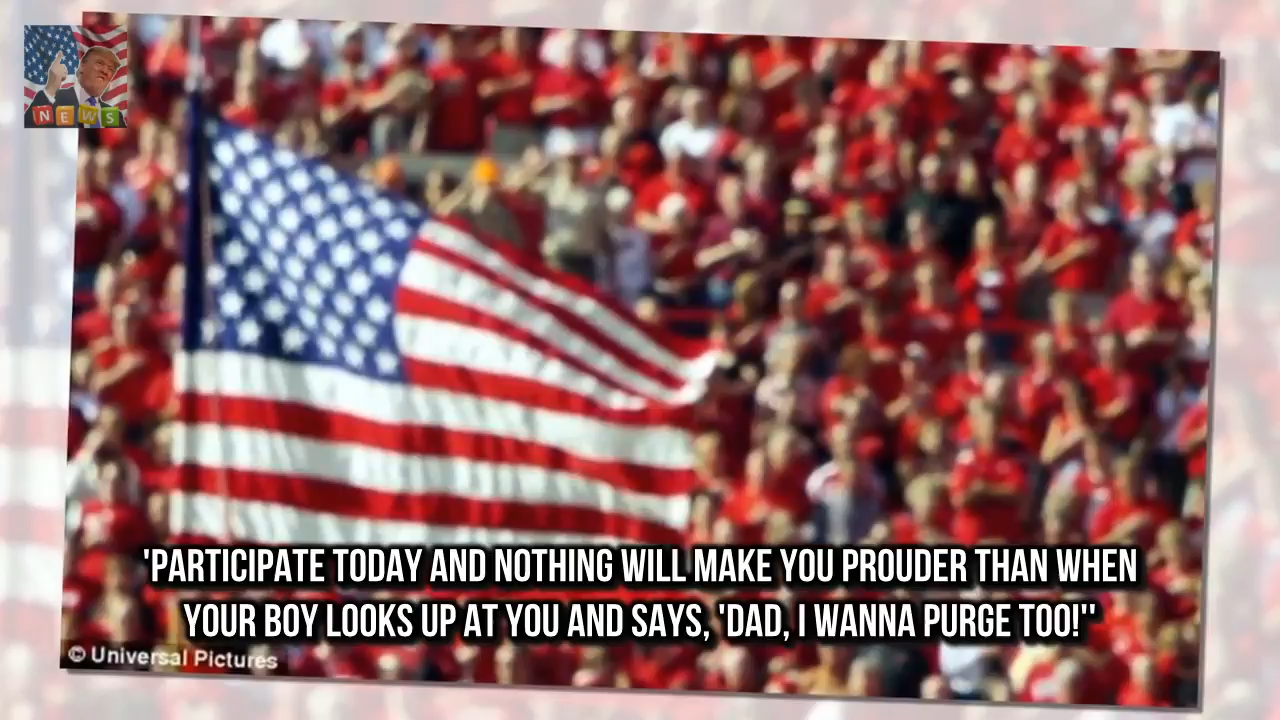 NEWS
'PARTICIPATE TODAY AND NOTHING WILL MAKE YOU PROUDER THAN WHEN
YOUR BOY LOOKS UP AT YOU AND SAYS, 'DAD, I WANNA PURGE TOO!''
© Universal Pictures